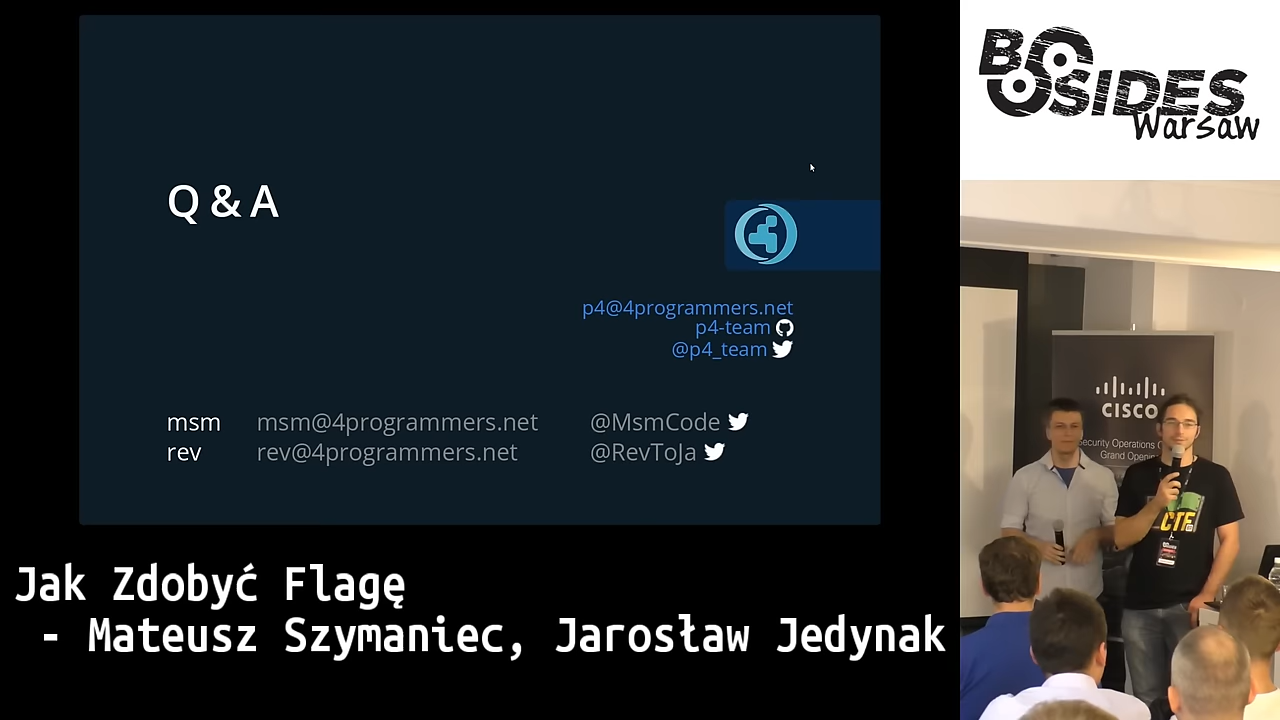 Q & A
p4@4programmers.net
p4-team
@p4_team
msm msm@4programmers.net @MsmCode
rev rev@4programmers.net @RevToJa
Jak Zdobyć Flagę
- Mateusz Szymaniec, Jarosław Jedynak
BSIDES
Warsaw
CISCO
Security Operations
Grand Opening
CTF